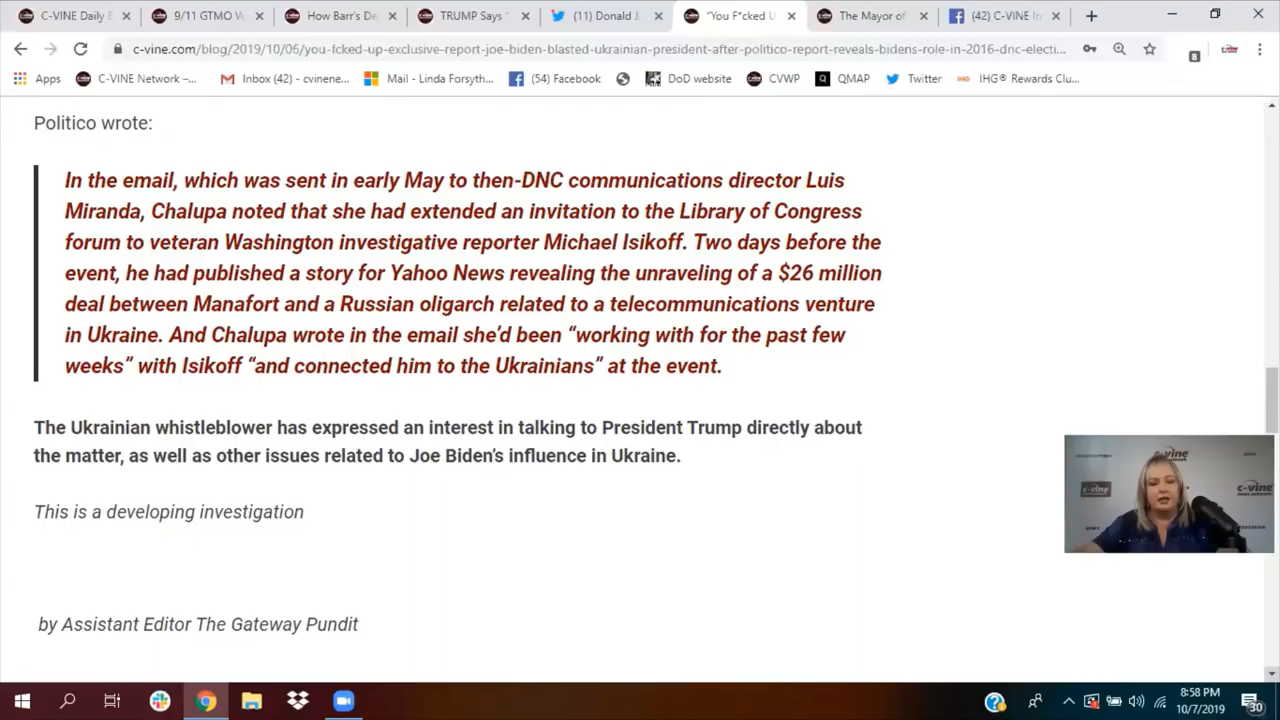 C-VINE Daily B
9/11 GTMO W
How Barr's De
TRUMP Says "
(11) Donald J.
"You F*cked U
The Mayor of
(42) C-VINE In
c-vine.com/blog/2019/10/06/you-fcked-up-exclusive-report-joe-biden-blasted-ukrainian-president-after-politico-report-reveals-bidens-role-in-2016-dnc-electi...
Apps
C-VINE Network –...
Inbox (42) - cvinene...
Mail - Linda Forsyth...
(54) Facebook
DoD website
CVWP
QMAP
Twitter
IHG® Rewards Clu...
Politico wrote:
In the email, which was sent in early May to then-DNC communications director Luis
Miranda, Chalupa noted that she had extended an invitation to the Library of Congress
forum to veteran Washington investigative reporter Michael Isikoff. Two days before the
event, he had published a story for Yahoo News revealing the unraveling of a $26 million
deal between Manafort and a Russian oligarch related to a telecommunications venture
in Ukraine. And Chalupa wrote in the email she'd been “working with for the past few
weeks” with Isikoff “and connected him to the Ukrainians” at the event.
The Ukrainian whistleblower has expressed an interest in talking to President Trump directly about
the matter, as well as other issues related to Joe Biden's influence in Ukraine.
This is a developing investigation
by Assistant Editor The Gateway Pundit
c-vine
c-vine
c-vine
8:58 PM
10/7/2019
30